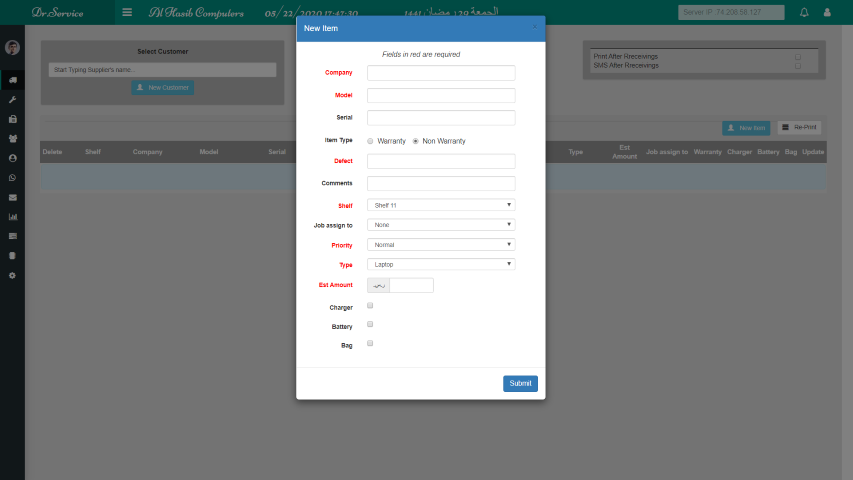 Dr.Service
Al Hasib Computers
05/22/2020 17:47:30
1441 الجمعة 29 رمضان
Server IP :74.208.59.127
Select Customer
Start Typing Supplier's name...
New Customer
Print After Rreceivings
SMS After Rreceivings
New Item
Re-Print
Delete Shelf Company Model Serial Type Est Amount Job assign to Warranty Charger Battery Bag Update
New Item
×
Fields in red are required
Company
Model
Serial
Item Type Warranty Non Warranty
Defect
Comments
Shelf Shelf 11
Job assign to None
Priority Normal
Type Laptop
Est Amount
Charger
Battery
Bag
Submit